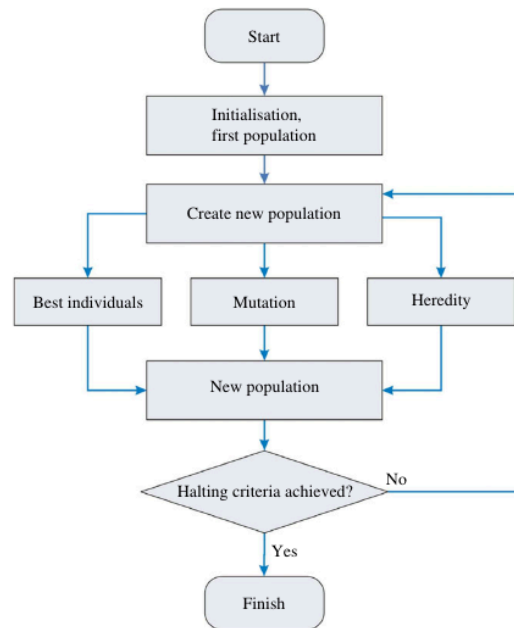 Start
Initialisation,
first population
Create new population
Best individuals
Mutation
Heredity
New population
Halting criteria achieved?
No
Yes
Finish